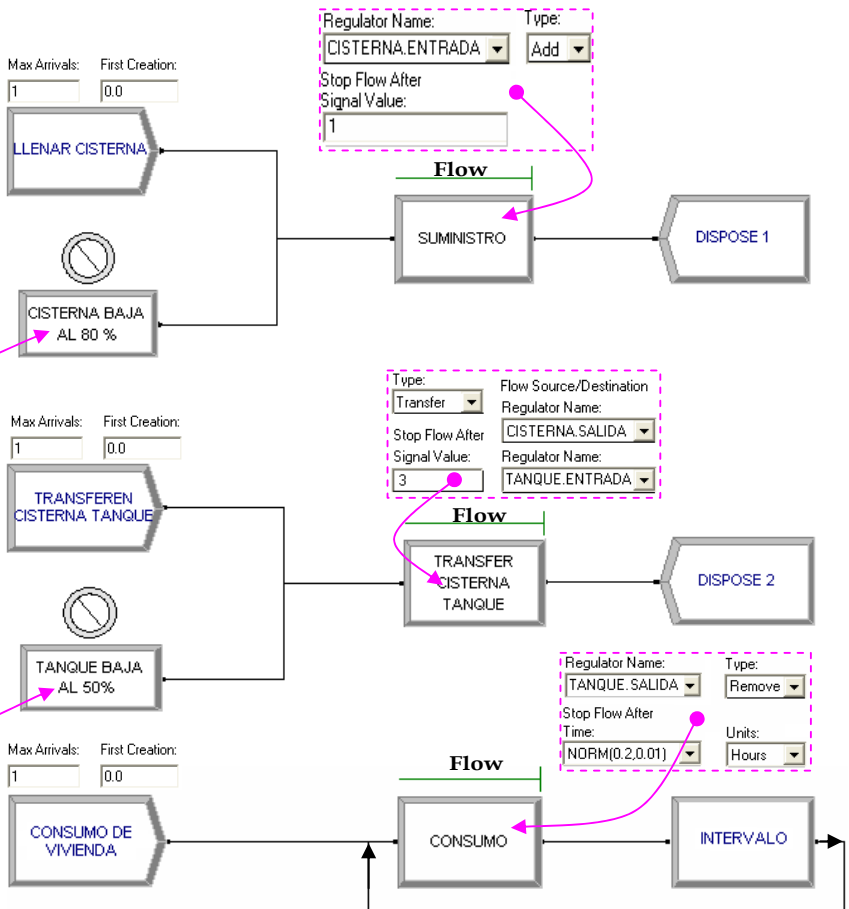 Regulator Name: Type:
CISTERNA.ENTRADA Add
Stop Flow After
Signal Value:
1
Max Arrivals: First Creation:
1 0.0
LLENAR CISTERNA
Flow
SUMINISTRO
DISPOSE 1
CISTERNA BAJA
AL 80 %
Type: Flow Source/Destination
Transfer Regulator Name:
Stop Flow After CISTERNA.SALIDA
Signal Value: Regulator Name:
3 TANQUE.ENTRADA
Max Arrivals: First Creation:
1 0.0
TRANSFEREN
CISTERNA TANQUE
Flow
TRANSFER
CISTERNA
TANQUE
DISPOSE 2
TANQUE BAJA
AL 50%
Regulator Name: Type:
TANQUE.SALIDA Remove
Stop Flow After
Time: Units:
NORM(0.2,0.01) Hours
Max Arrivals: First Creation:
1 0.0
CONSUMO DE
VIVIENDA
Flow
CONSUMO
INTERVALO